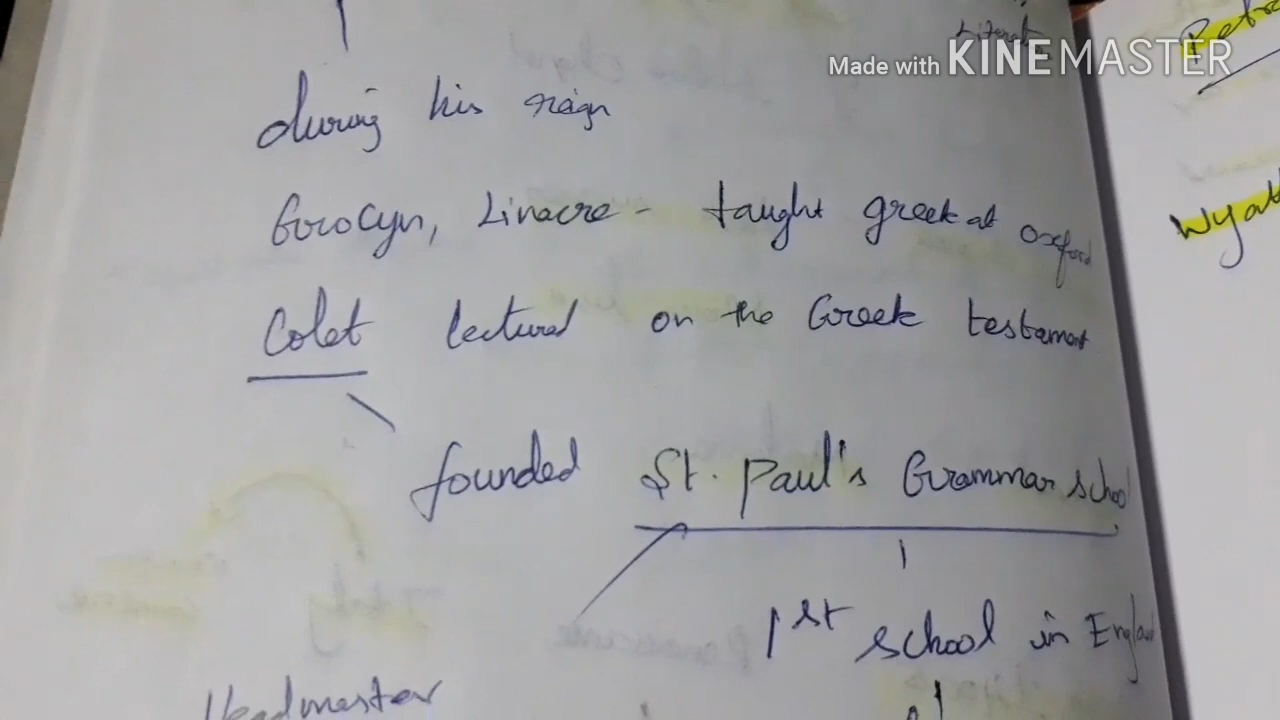 Made with KINEMASTER
during his reign
Grocyn, Linacre - taught greek at oxford
Colet lectured on the Greek testament
founded St. Paul's Grammar school
1st school in England
Headmaster
Wyatt